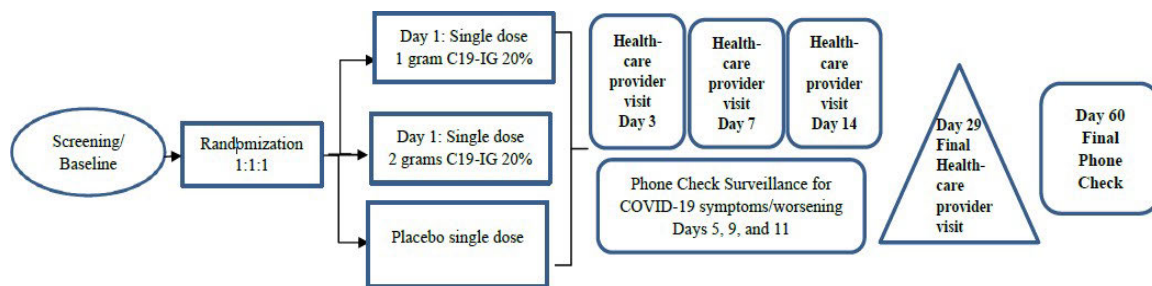 Screening/
Baseline
Randomization
1:1:1
Day 1: Single dose
1 gram C19-IG 20%
Day 1: Single dose
2 grams C19-IG 20%
Placebo single dose
Health-
care
provider
visit
Day 3
Health-
care
provider
visit
Day 7
Health-
care
provider
visit
Day 14
Phone Check Surveillance for
COVID-19 symptoms/worsening
Days 5, 9, and 11
Day 29
Final
Health-
care
provider
visit
Day 60
Final
Phone
Check